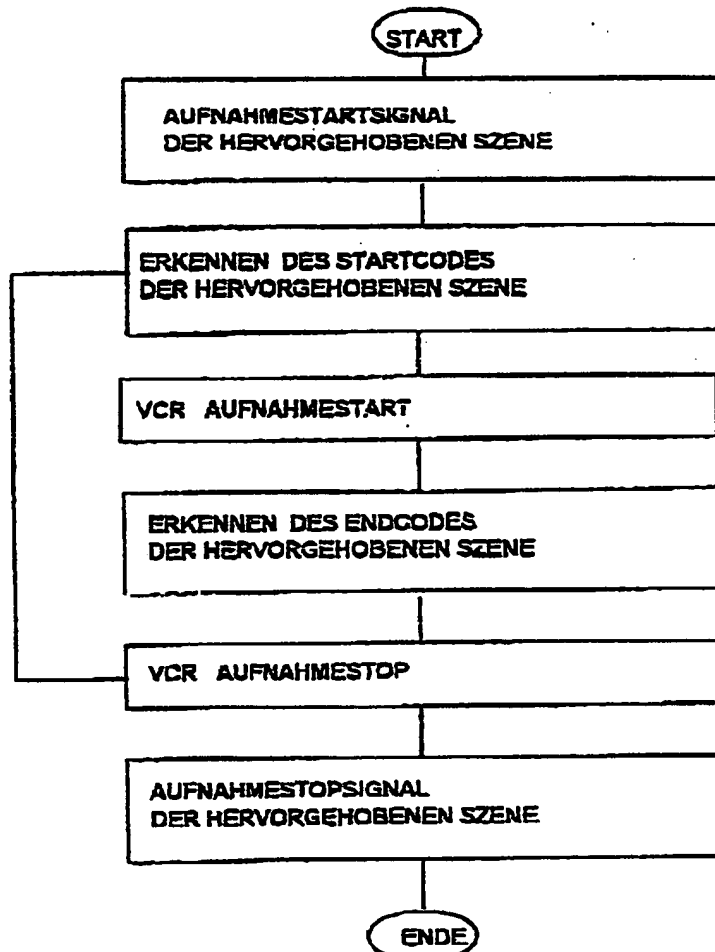 START
AUFNAHMESTARTSIGNAL
DER HERVORGEHOBENEN SZENE
ERKENNEN DES STARTCODES
DER HERVORGEHOBENEN SZENE
VCR AUFNAHMESTART
ERKENNEN DES ENDCODES
DER HERVORGEHOBENEN SZENE
VCR AUFNAHMESTOP
AUFNAHMESTOPSIGNAL
DER HERVORGEHOBENEN SZENE
ENDE